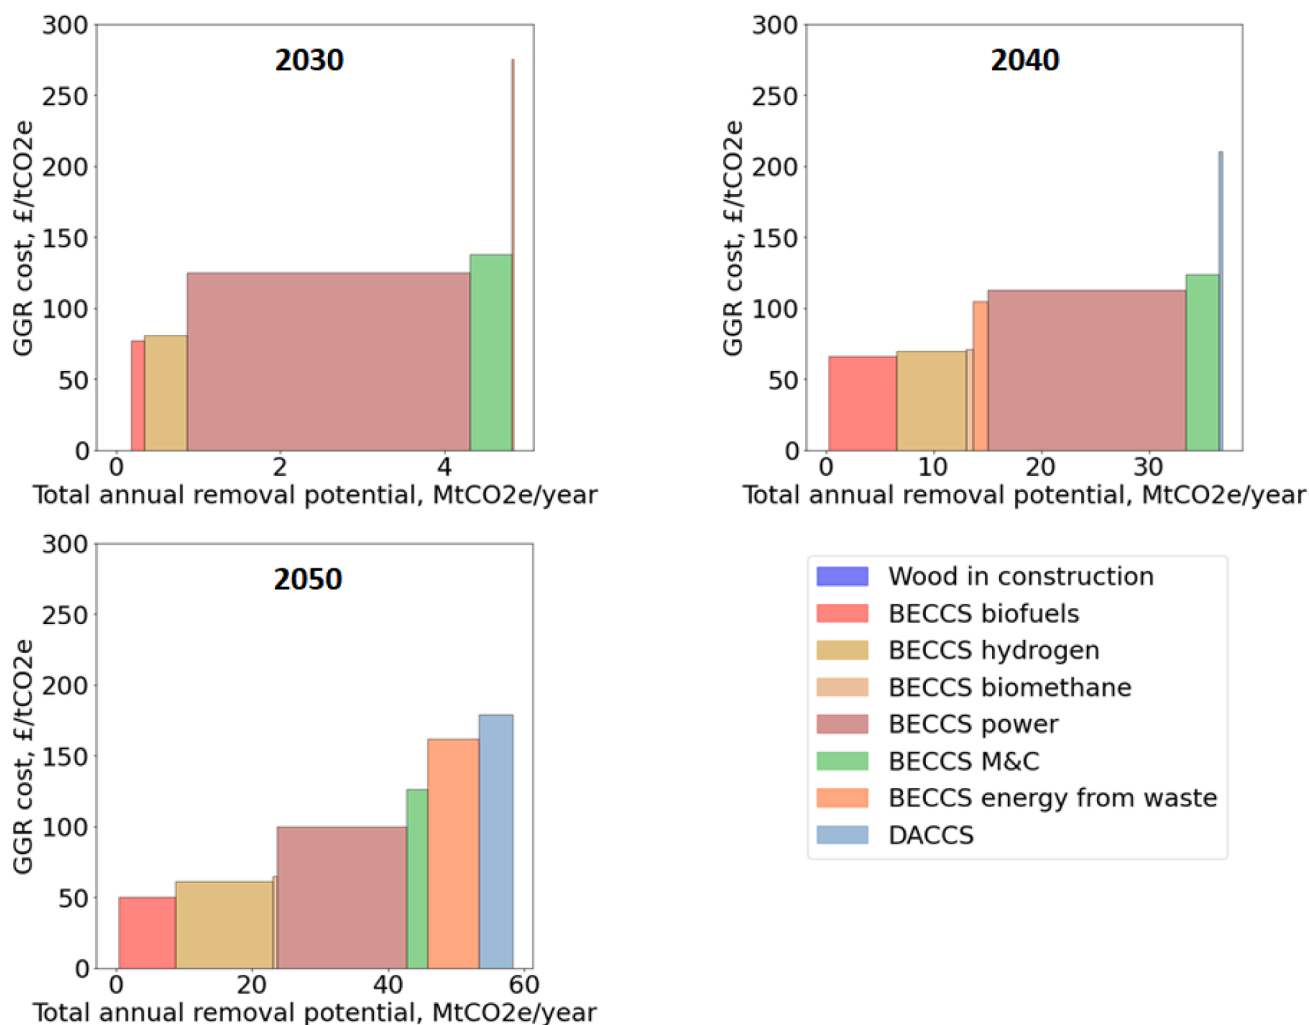 300
250
200
150
100
50
0
GGR cost, £/tCO2e
2030
0 2 4
Total annual removal potential, MtCO2e/year
300
250
200
150
100
50
0
GGR cost, £/tCO2e
2040
0 10 20 30
Total annual removal potential, MtCO2e/year
300
250
200
150
100
50
0
GGR cost, £/tCO2e
2050
0 20 40 60
Total annual removal potential, MtCO2e/year
Wood in construction
BECCS biofuels
BECCS hydrogen
BECCS biomethane
BECCS power
BECCS M&C
BECCS energy from waste
DACCS